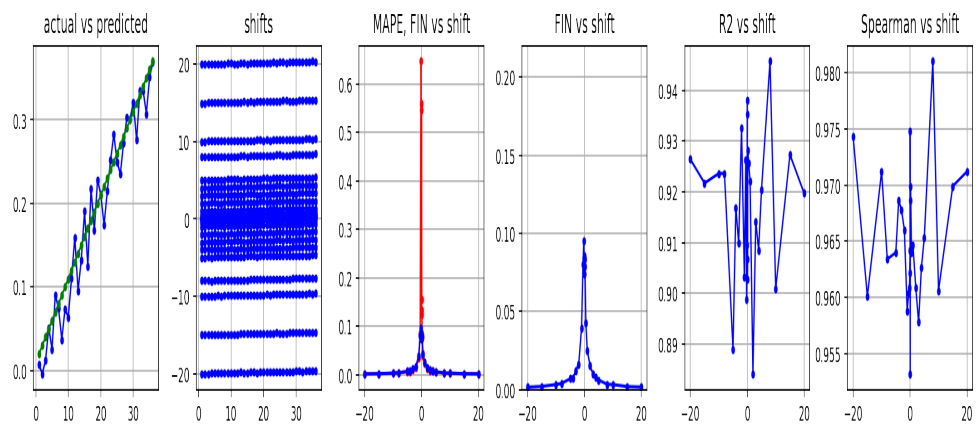 actual vs predicted
shifts
MAPE, FIN vs shift
FIN vs shift
R2 vs shift
Spearman vs shift
0.3
0.2
0.1
0.0
0 10 20 30
20
10
0
−10
−20
0 10 20 30
0.6
0.5
0.4
0.3
0.2
0.1
0.0
−20 0 20
0.20
0.15
0.10
0.05
0.00
−20 0 20
0.94
0.93
0.92
0.91
0.90
0.89
−20 0 20
0.980
0.975
0.970
0.965
0.960
0.955
−20 0 20